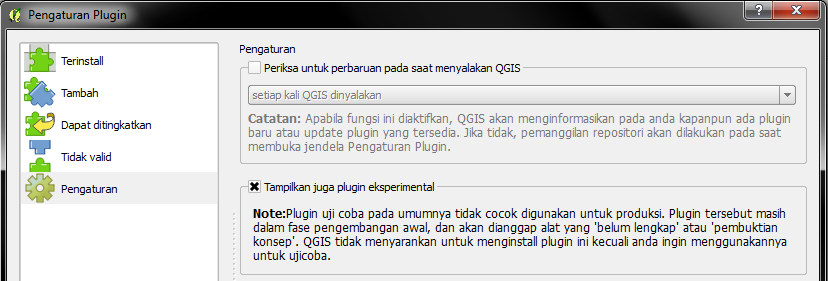 Pengaturan Plugin
?
Terinstall
Tambah
Dapat ditingkatkan
Tidak valid
Pengaturan
Pengaturan
Periksa untuk perbaruan pada saat menyalakan QGIS
setiap kali QGIS dinyalakan
Catatan: Apabila fungsi ini diaktifkan, QGIS akan menginformasikan pada anda kapanpun ada plugin
baru atau update plugin yang tersedia. Jika tidak, pemanggilan repositori akan dilakukan pada saat
membuka jendela Pengaturan Plugin.
Tampilkan juga plugin eksperimental
Note:Plugin uji coba pada umumnya tidak cocok digunakan untuk produksi. Plugin tersebut masih
dalam fase pengembangan awal, dan akan dianggap alat yang 'belum lengkap' atau 'pembuktian
konsep'. QGIS tidak menyarankan untuk menginstall plugin ini kecuali anda ingin menggunakannya
untuk ujicoba.